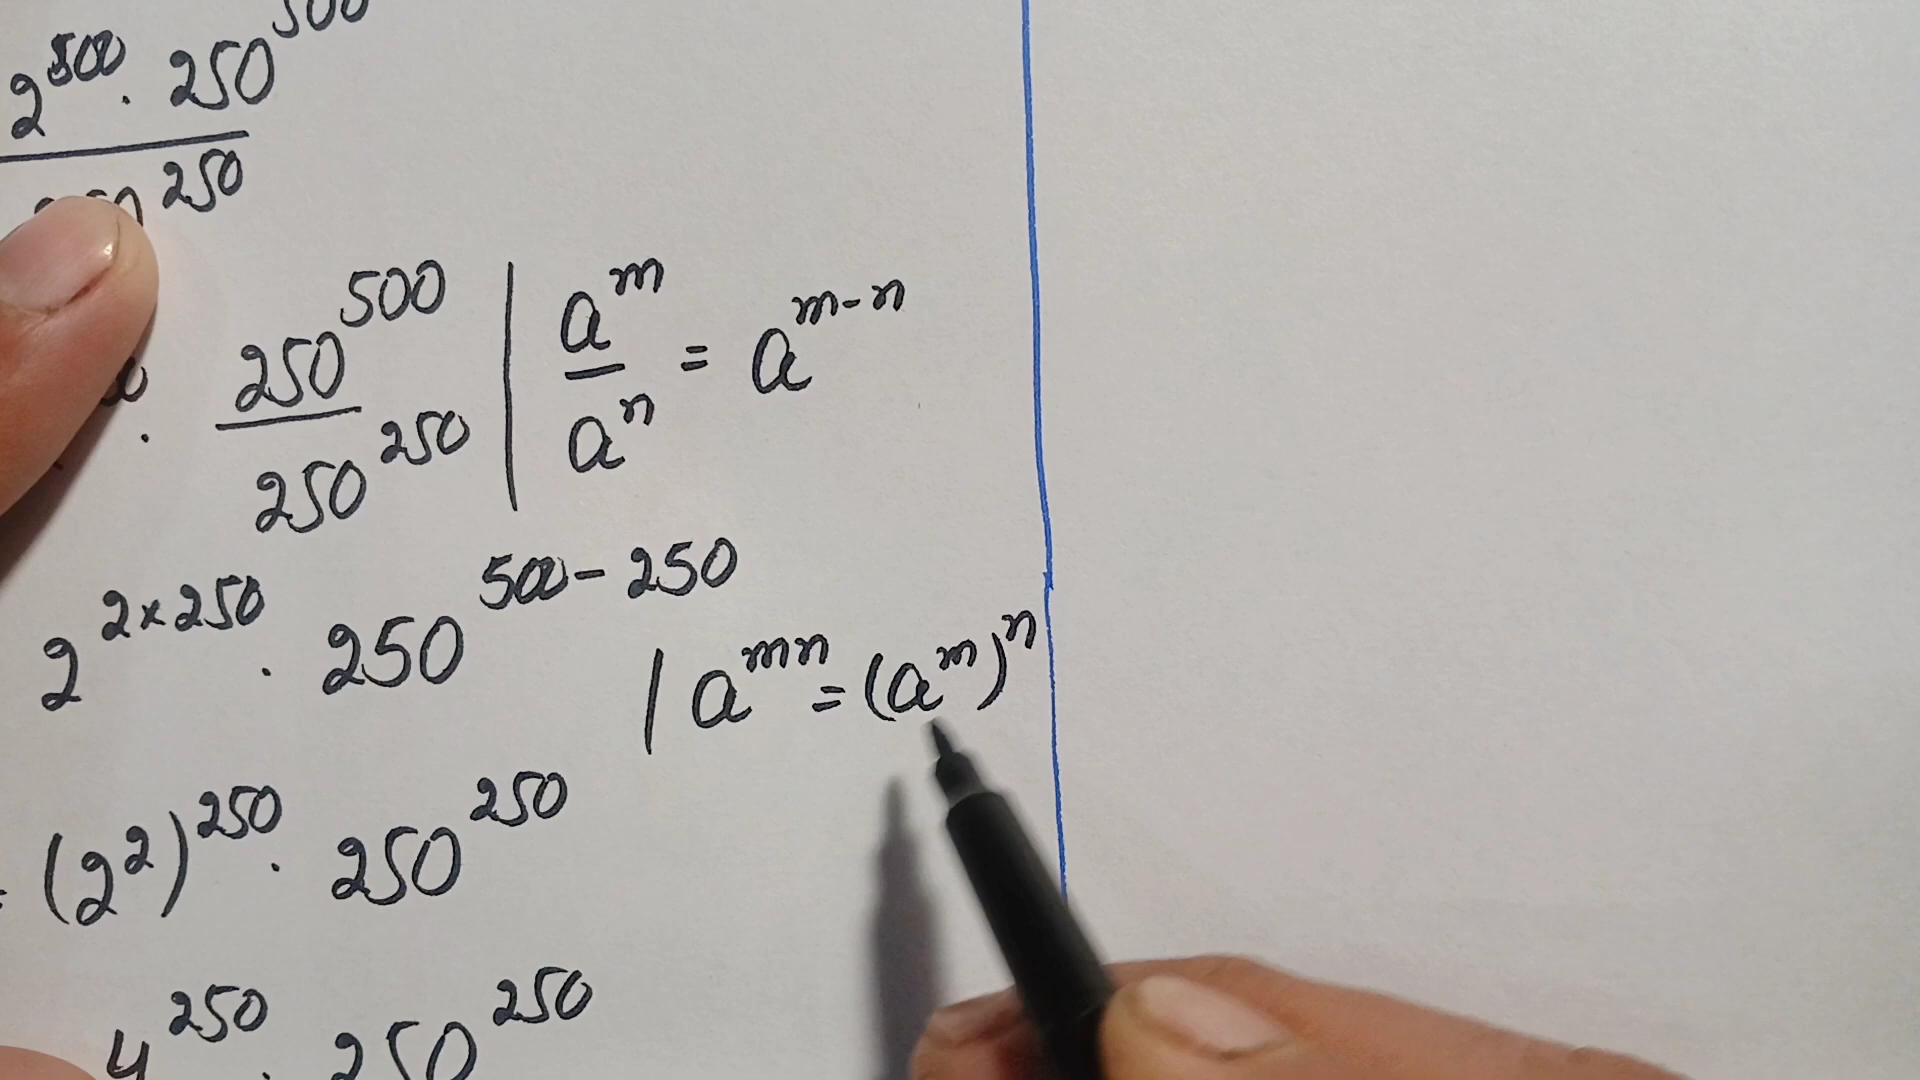 2^500 . 250^500
250^250
250^500 / 250^250 | a^m / a^n = a^(m-n)
2^(2×250) . 250^(500-250) | a^(mn) = (a^m)^n
= (2^2)^250 . 250^250
4^250 . 250^250